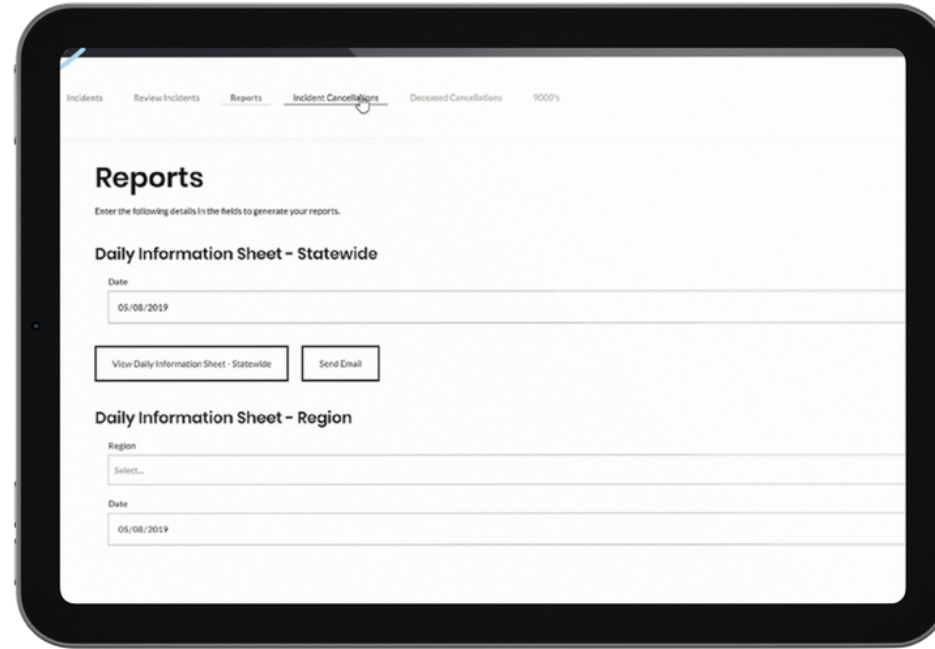 Incidents Review Incidents Reports Incident Cancellations Deceased Cancellations 9000's
Reports
Enter the following details in the fields to generate your reports.
Daily Information Sheet – Statewide
Date
05/08/2019
View Daily Information Sheet - Statewide Send Email
Daily Information Sheet – Region
Region
Select...
Date
05/08/2019